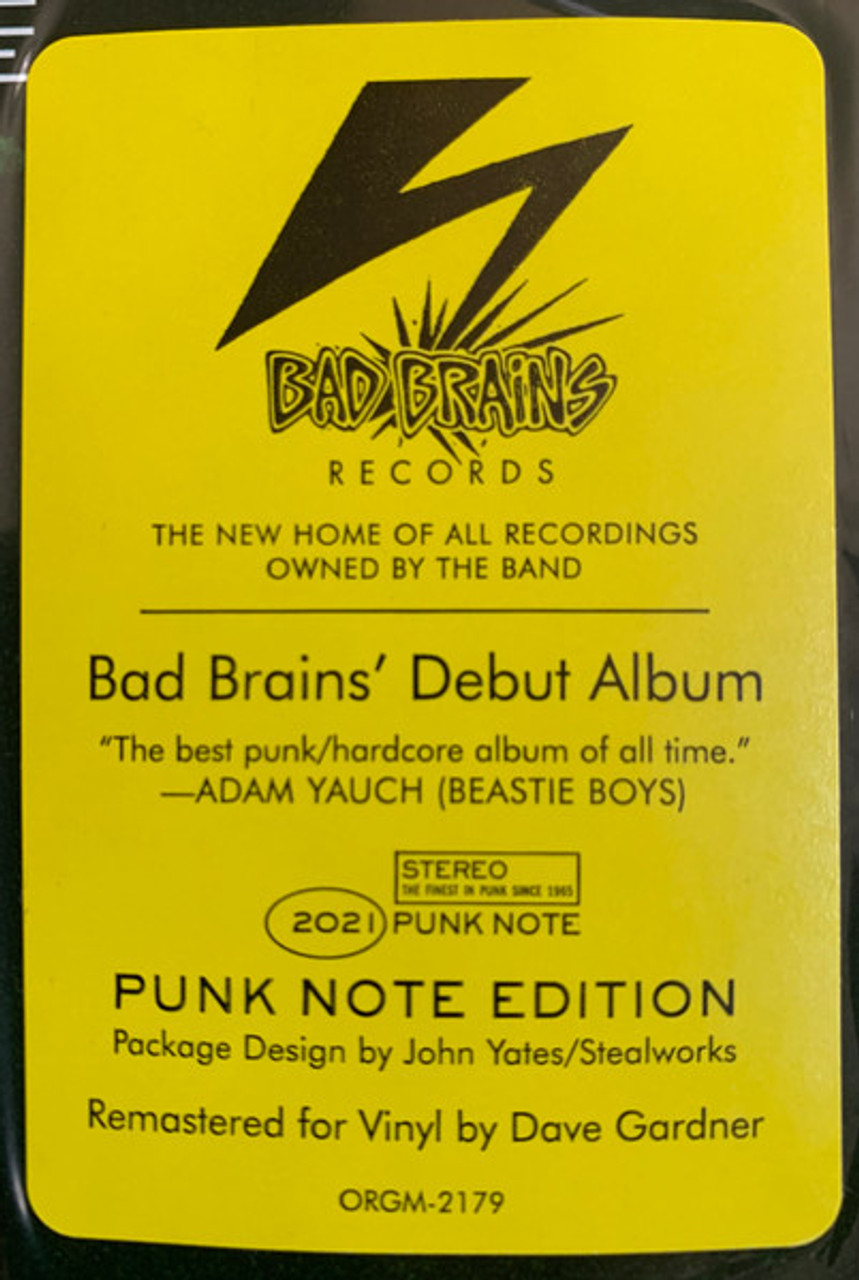 BAD BRAiNS
RECORDS
THE NEW HOME OF ALL RECORDINGS
OWNED BY THE BAND
Bad Brains’ Debut Album
“The best punk/hardcore album of all time.”
—ADAM YAUCH (BEASTIE BOYS)
STEREO
THE FINEST IN PUNK SINCE 1965
2021 PUNK NOTE
PUNK NOTE EDITION
Package Design by John Yates/Stealworks
Remastered for Vinyl by Dave Gardner
ORGM-2179